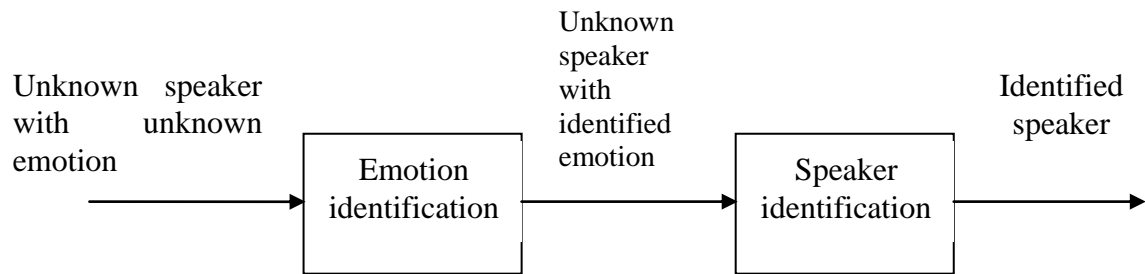 Unknown speaker
with unknown
emotion
Emotion
identification
Unknown
speaker
with
identified
emotion
Speaker
identification
Identified
speaker